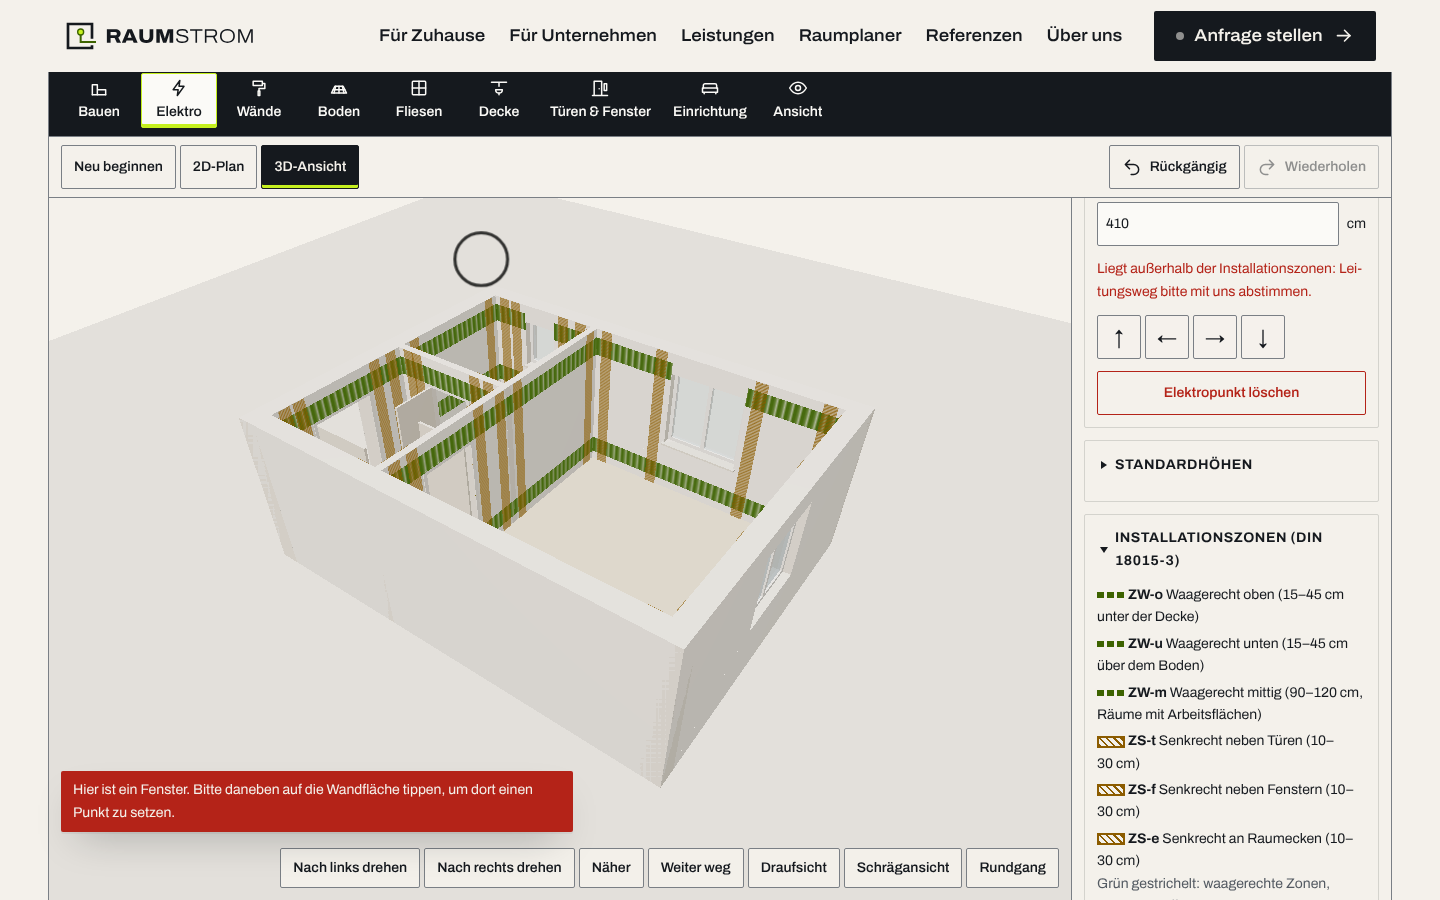 RAUMSTROM
Für Zuhause
Für Unternehmen
Leistungen
Raumplaner
Referenzen
Über uns
Anfrage stellen →
Bauen
Elektro
Wände
Boden
Fliesen
Decke
Türen & Fenster
Einrichtung
Ansicht
Neu beginnen
2D-Plan
3D-Ansicht
Rückgängig
Wiederholen
410
cm
Liegt außerhalb der Installationszonen: Lei-
tungsweg bitte mit uns abstimmen.
↑ ← → ↓
Elektropunkt löschen
STANDARDHÖHEN
INSTALLATIONSZONEN (DIN
18015-3)
ZW-o Waagerecht oben (15–45 cm
unter der Decke)
ZW-u Waagerecht unten (15–45 cm
über dem Boden)
ZW-m Waagerecht mittig (90–120 cm,
Räume mit Arbeitsflächen)
ZS-t Senkrecht neben Türen (10–
30 cm)
ZS-f Senkrecht neben Fenstern (10–
30 cm)
ZS-e Senkrecht an Raumecken (10–
30 cm)
Grün gestrichelt: waagerechte Zonen,
Hier ist ein Fenster. Bitte daneben auf die Wandfläche tippen, um dort einen
Punkt zu setzen.
Nach links drehen
Nach rechts drehen
Näher
Weiter weg
Draufsicht
Schrägansicht
Rundgang